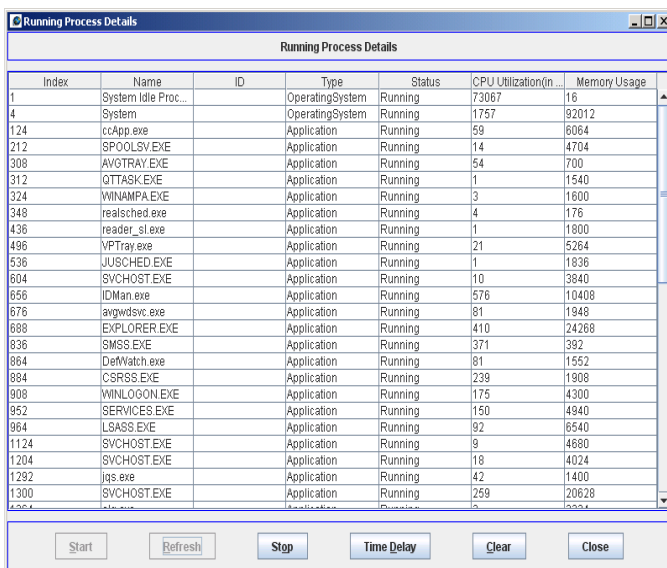 Running Process Details
Running Process Details
Index Name ID Type Status CPU Utilization(in ... Memory Usage
1 System Idle Proc... OperatingSystem Running 73067 16
4 System OperatingSystem Running 1757 92012
124 ccApp.exe Application Running 59 6064
212 SPOOLSV.EXE Application Running 14 4704
308 AVGTRAY.EXE Application Running 54 700
312 QTTASK.EXE Application Running 1 1540
324 WINAMPA.EXE Application Running 3 1600
348 realsched.exe Application Running 4 176
436 reader_sl.exe Application Running 1 1800
496 VPTray.exe Application Running 21 5264
536 JUSCHED.EXE Application Running 1 1836
604 SVCHOST.EXE Application Running 10 3840
656 IDMan.exe Application Running 576 10408
676 avgwdsvc.exe Application Running 81 1948
688 EXPLORER.EXE Application Running 410 24268
836 SMSS.EXE Application Running 371 392
864 DefWatch.exe Application Running 81 1552
884 CSRSS.EXE Application Running 239 1908
908 WINLOGON.EXE Application Running 175 4300
952 SERVICES.EXE Application Running 150 4940
964 LSASS.EXE Application Running 92 6540
1124 SVCHOST.EXE Application Running 9 4680
1204 SVCHOST.EXE Application Running 18 4024
1292 jqs.exe Application Running 42 1400
1300 SVCHOST.EXE Application Running 259 20628
Start Refresh Stop Time Delay Clear Close